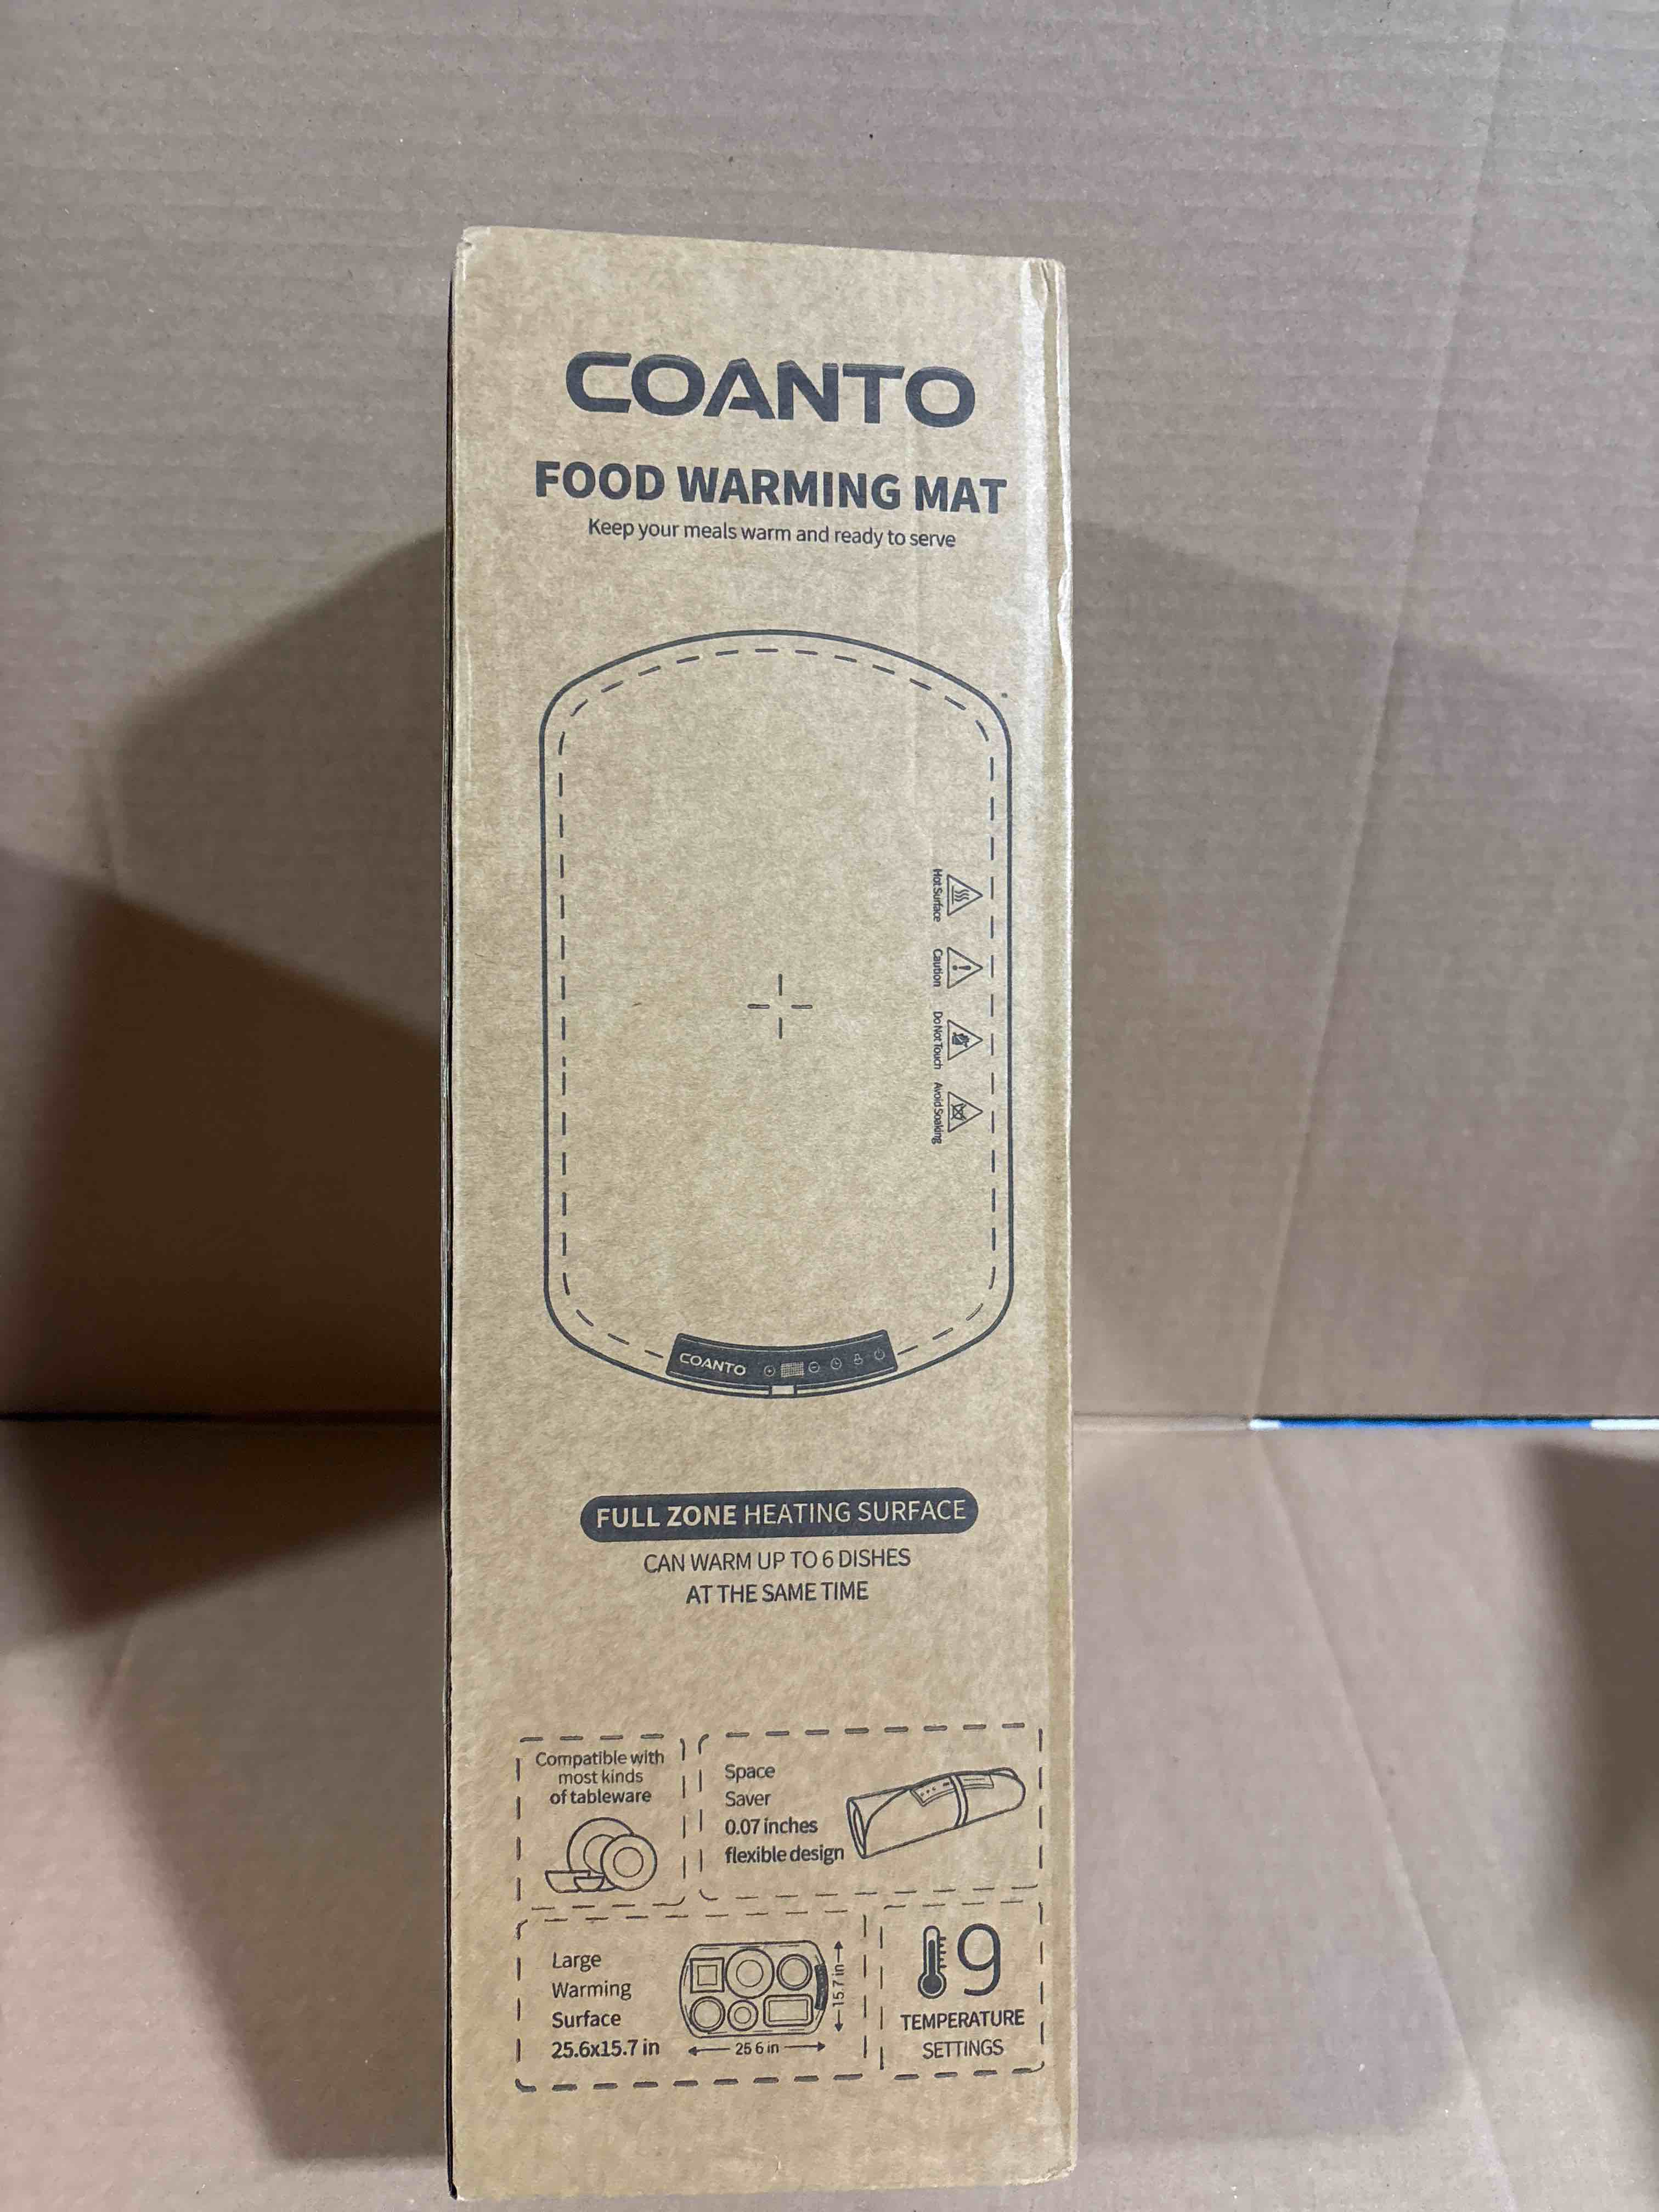 COANTO
FOOD WARMING MAT
Keep your meals warm and ready to serve
Hot Surface
Caution
Do Not Touch
Avoid Soaking
COANTO
FULL ZONE HEATING SURFACE
CAN WARM UP TO 6 DISHES
AT THE SAME TIME
Compatible with
most kinds
of tableware
Space
Saver
0.07 inches
flexible design
Large
Warming
Surface
25.6x15.7 in
15.7 in
25.6 in
9
TEMPERATURE
SETTINGS